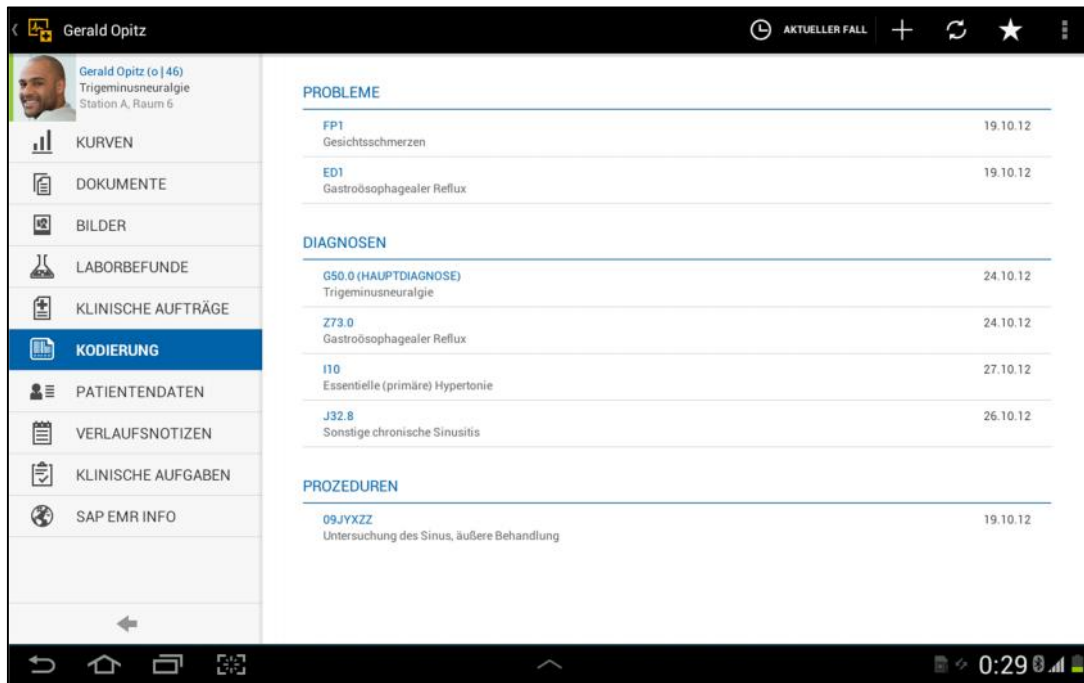 Gerald Opitz
AKTUELLER FALL
Gerald Opitz (o | 46)
Trigeminusneuralgie
Station A, Raum 6
KURVEN
DOKUMENTE
BILDER
LABORBEFUNDE
KLINISCHE AUFTRÄGE
KODIERUNG
PATIENTENDATEN
VERLAUFSNOTIZEN
KLINISCHE AUFGABEN
SAP EMR INFO
PROBLEME
FP1 19.10.12
Gesichtsschmerzen
ED1 19.10.12
Gastroösophagealer Reflux
DIAGNOSEN
G50.0 (HAUPTDIAGNOSE) 24.10.12
Trigeminusneuralgie
Z73.0 24.10.12
Gastroösophagealer Reflux
I10 27.10.12
Essentielle (primäre) Hypertonie
J32.8 26.10.12
Sonstige chronische Sinusitis
PROZEDUREN
09JYXZZ 19.10.12
Untersuchung des Sinus, äußere Behandlung
0:29